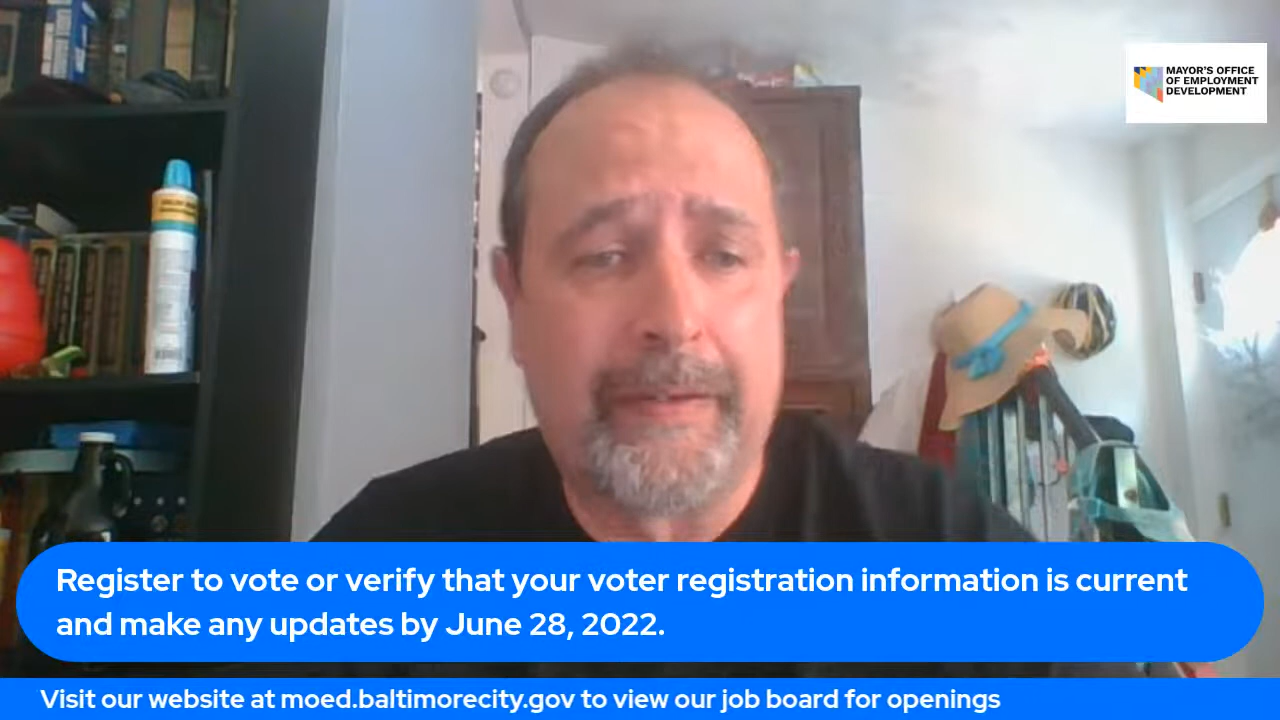 MAYOR'S OFFICE
OF EMPLOYMENT
DEVELOPMENT
Register to vote or verify that your voter registration information is current
and make any updates by June 28, 2022.
Visit our website at moed.baltimorecity.gov to view our job board for openings